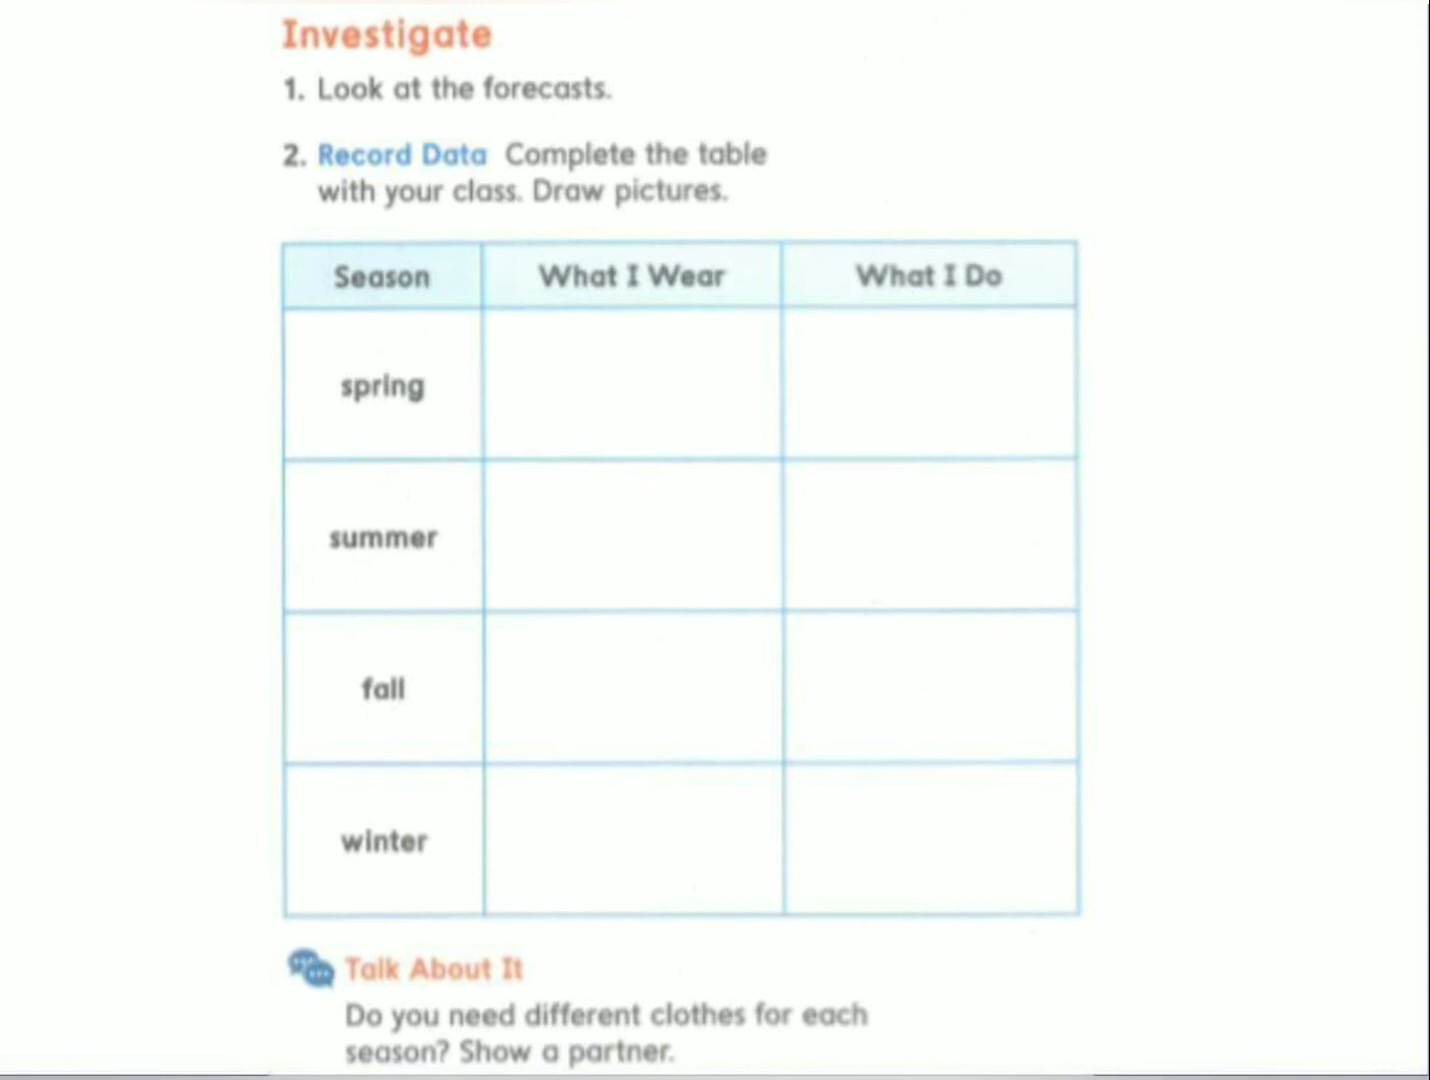 Investigate
1. Look at the forecasts.
2. Record Data Complete the table
with your class. Draw pictures.
Season What I Wear What I Do
spring
summer
fall
winter
Talk About It
Do you need different clothes for each
season? Show a partner.